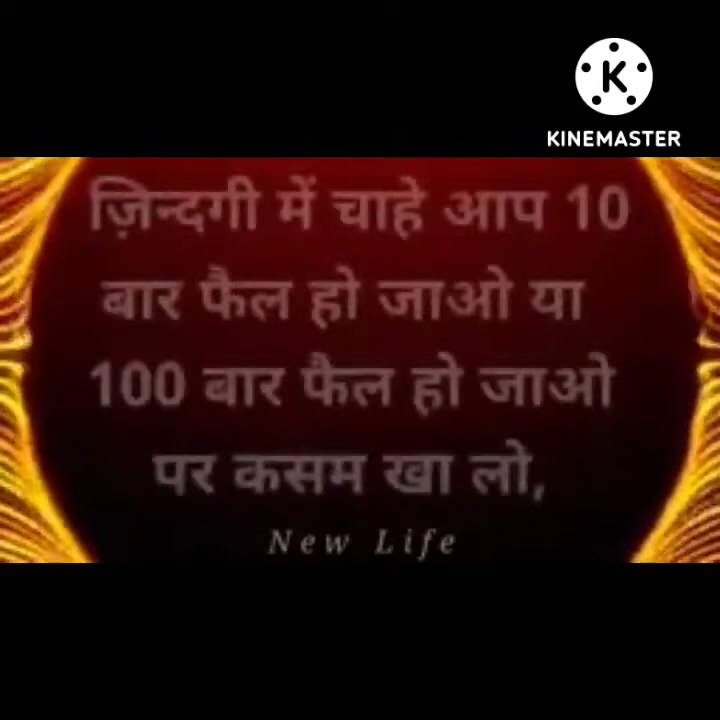 KINEMASTER
ज़िन्दगी में चाहे आप 10
बार फैल हो जाओ या
100 बार फैल हो जाओ
पर कसम खा लो,
New Life